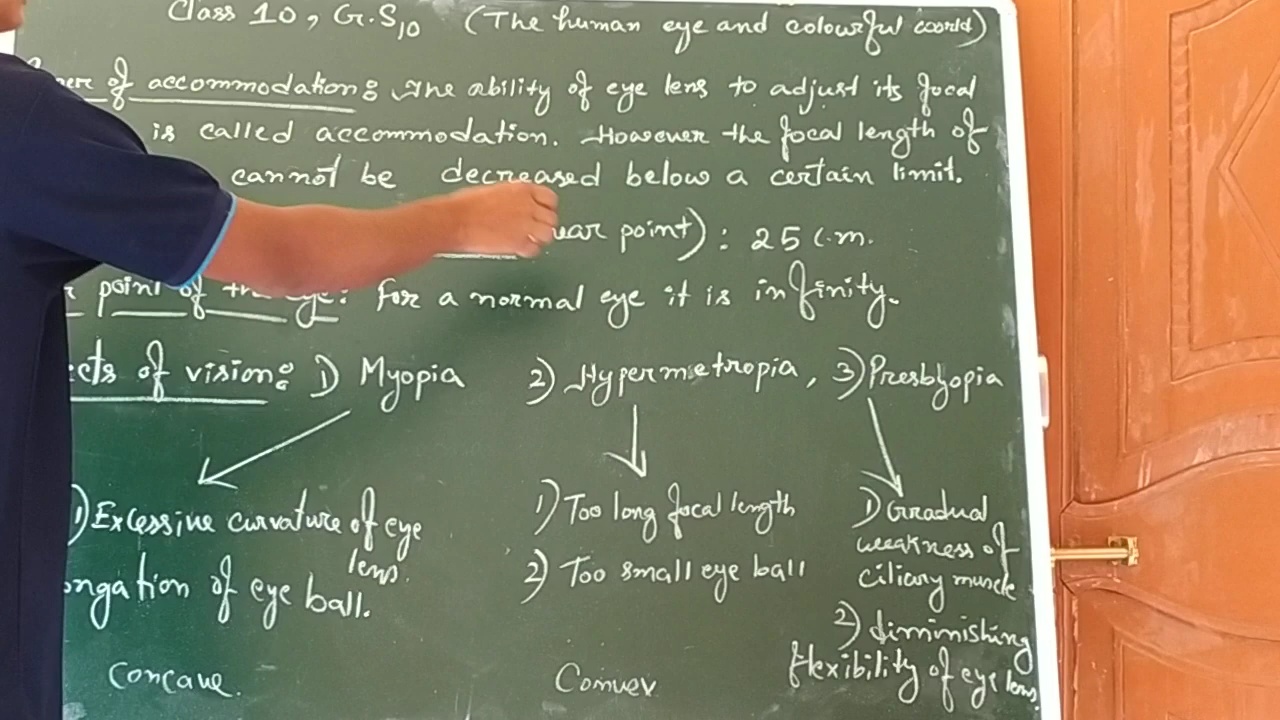 Class 10, G.S10 (The human eye and colourful world)
of accommodation: The ability of eye lens to adjust its focal
is called accommodation. However the focal length of
cannot be decreased below a certain limit.
near point) : 25 c.m.
point of the eye: For a normal eye it is infinity.
of vision: 1) Myopia 2) Hypermetropia, 3) Presbyopia
1) Excessive curvature of eye lens.
of eye ball.
Concave.
1) Too long focal length
2) Too small eye ball
Convex
1) Gradual
weakness of
ciliary muscle
2) diminishing
flexibility of eye lens.